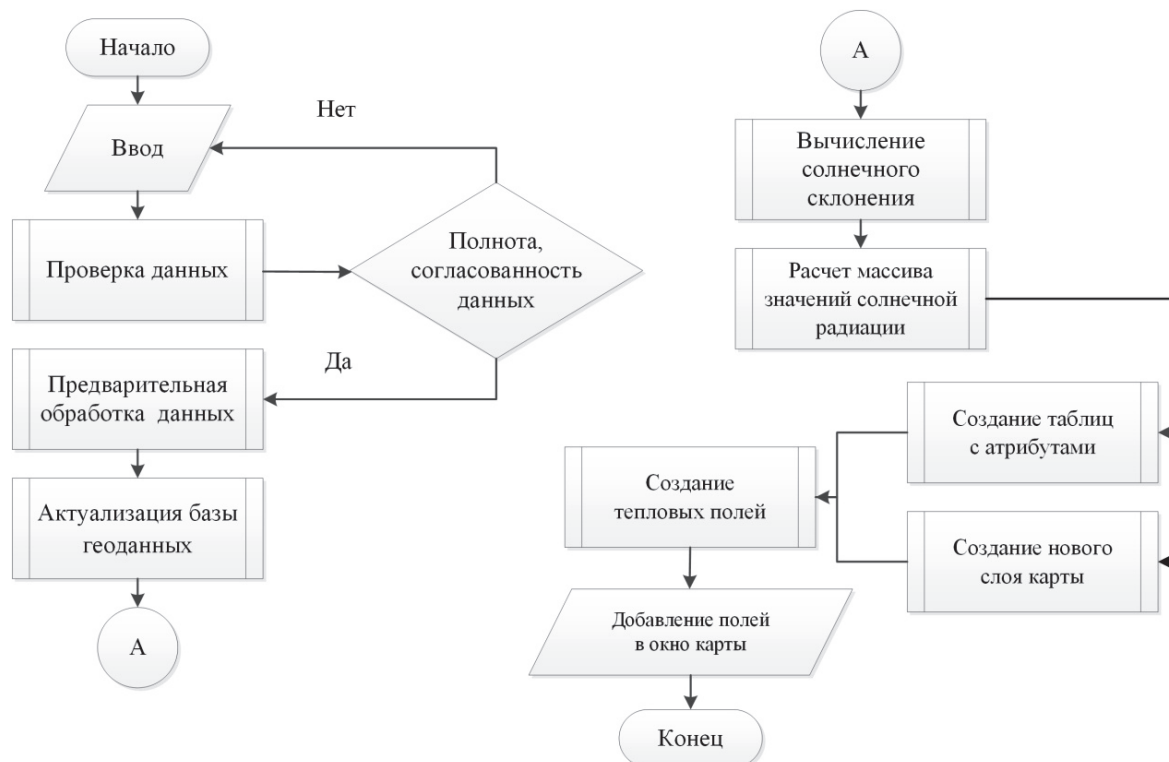 Начало
Ввод
Нет
Проверка данных
Полнота,
согласованность
данных
Да
Предварительная
обработка данных
Актуализация базы
геоданных
А
А
Вычисление
солнечного
склонения
Расчет массива
значений солнечной
радиации
Создание таблиц
с атрибутами
Создание нового
слоя карты
Создание
тепловых полей
Добавление полей
в окно карты
Конец